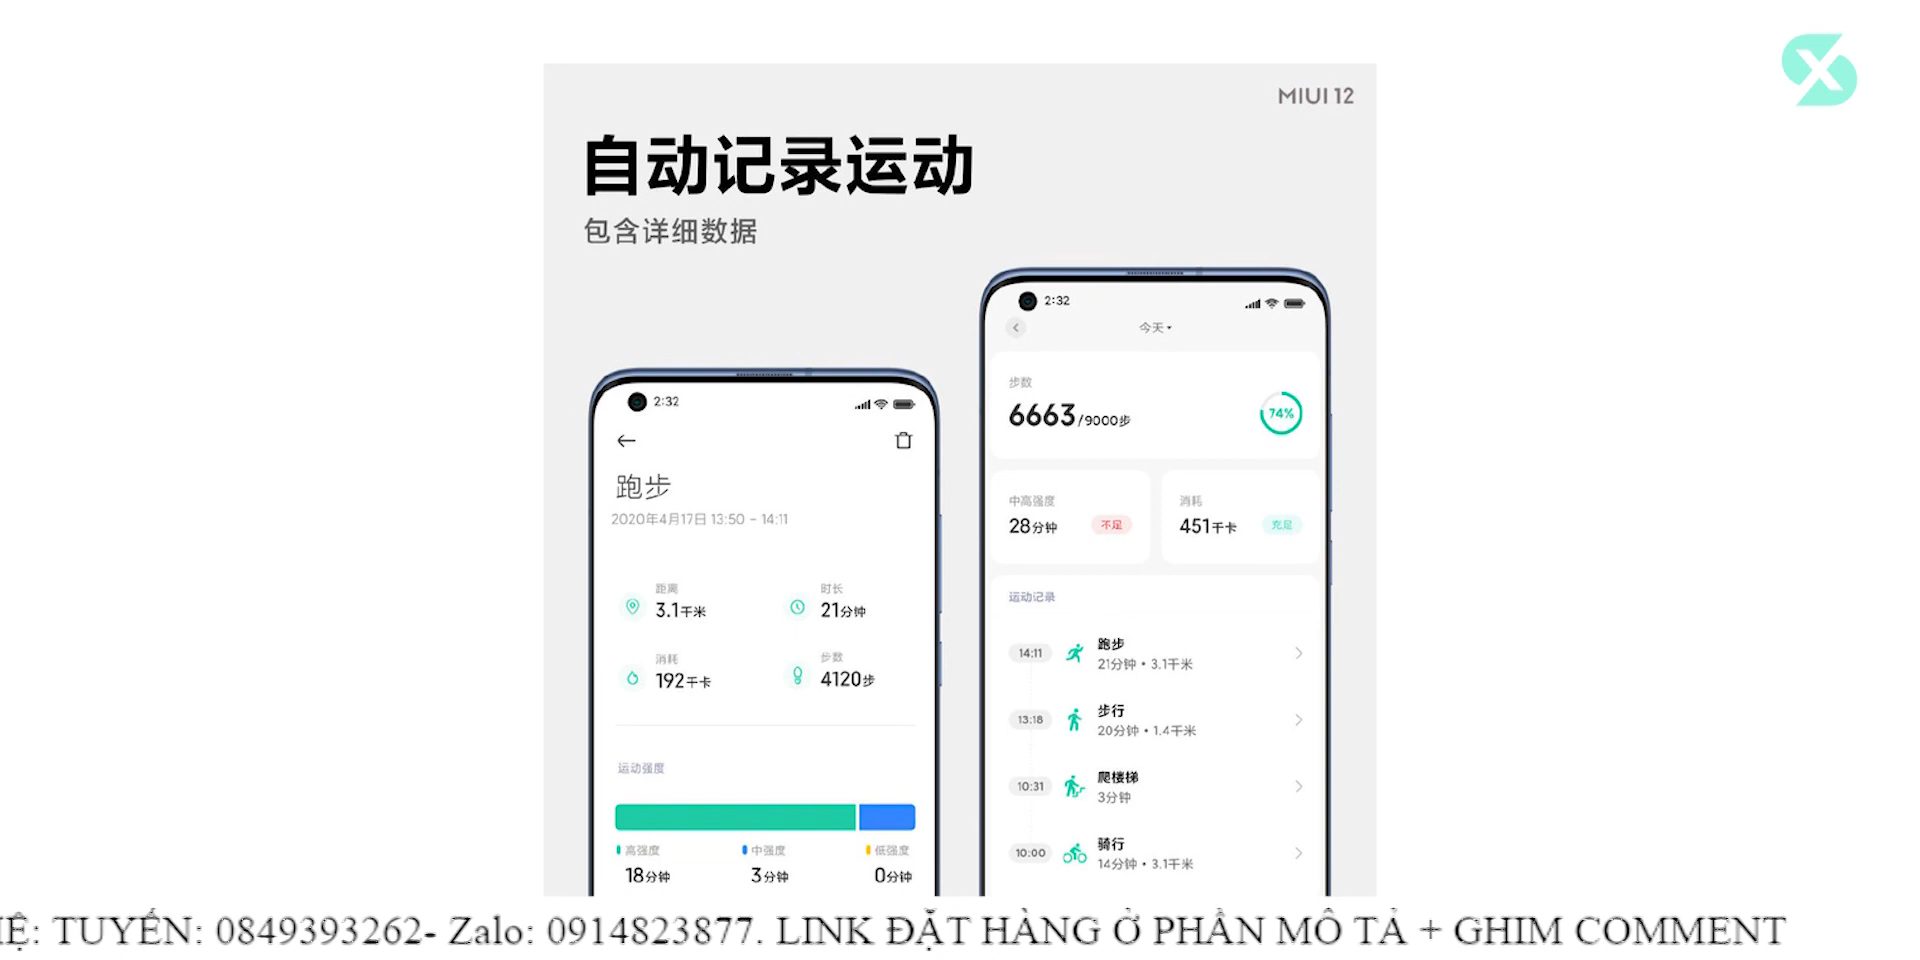 MIUI 12
自动记录运动
包含详细数据
2:32
跑步
2020年4月17日 13:50 - 14:11
距离
3.1千米
时长
21分钟
消耗
192千卡
步数
4120步
运动强度
高强度
18分钟
中强度
3分钟
低强度
0分钟
2:32
今天
步数
6663/9000步
74%
中高强度
28分钟
不足
消耗
451千卡
充足
运动记录
14:11
跑步
21分钟 • 3.1千米
13:18
步行
20分钟 • 1.4千米
10:31
爬楼梯
3分钟
10:00
骑行
14分钟 • 3.1千米
HỆ: TUYẾN: 0849393262- Zalo: 0914823877. LINK ĐẶT HÀNG Ở PHẦN MÔ TẢ + GHIM COMMENT